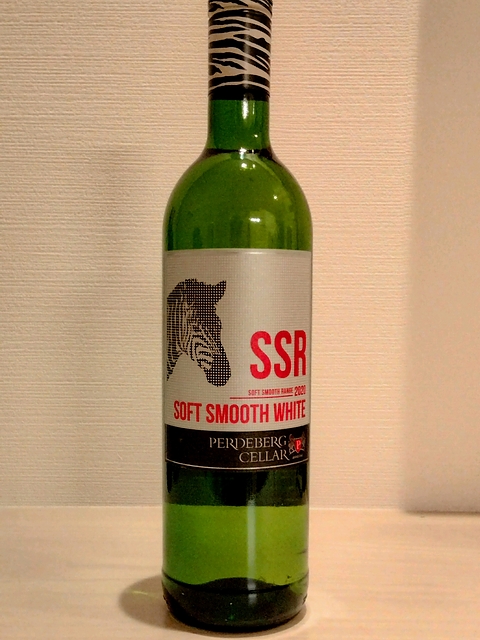 SSR
SOFT SMOOTH RANGE 2020
SOFT SMOOTH WHITE
PERDEBERG
CELLAR
P